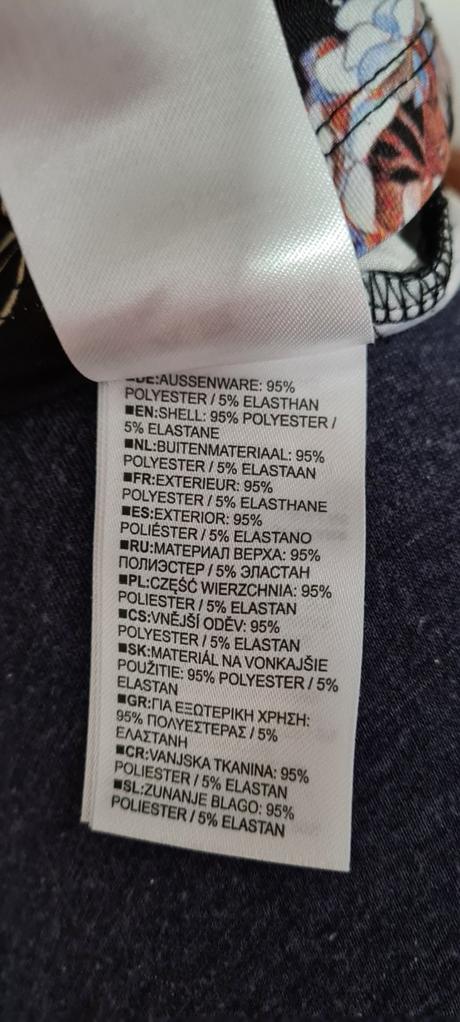 ■DE:AUSSENWARE: 95%
POLYESTER / 5% ELASTHAN
■EN:SHELL: 95% POLYESTER /
5% ELASTANE
■NL:BUITENMATERIAAL: 95%
POLYESTER / 5% ELASTAAN
■FR:EXTERIEUR: 95%
POLYESTER / 5% ELASTHANE
■ES:EXTERIOR: 95%
POLIÉSTER / 5% ELASTANO
■RU:МАТЕРИАЛ ВЕРХА: 95%
ПОЛИЭСТЕР / 5% ЭЛАСТАН
■PL:CZĘŚĆ WIERZCHNIA: 95%
POLIESTER / 5% ELASTAN
■CS:VNĚJŠÍ ODĚV: 95%
POLYESTER / 5% ELASTAN
■SK:MATERIÁL NA VONKAJŠIE
POUŽITIE: 95% POLYESTER / 5%
ELASTAN
■GR:ΓΙΑ ΕΞΩΤΕΡΙΚΗ ΧΡΗΣΗ:
95% ΠΟΛΥΕΣΤΕΡΑΣ / 5%
ΕΛΑΣΤΑΝΗ
■CR:VANJSKA TKANINA: 95%
POLIESTER / 5% ELASTAN
■SL:ZUNANJE BLAGO: 95%
POLIESTER / 5% ELASTAN